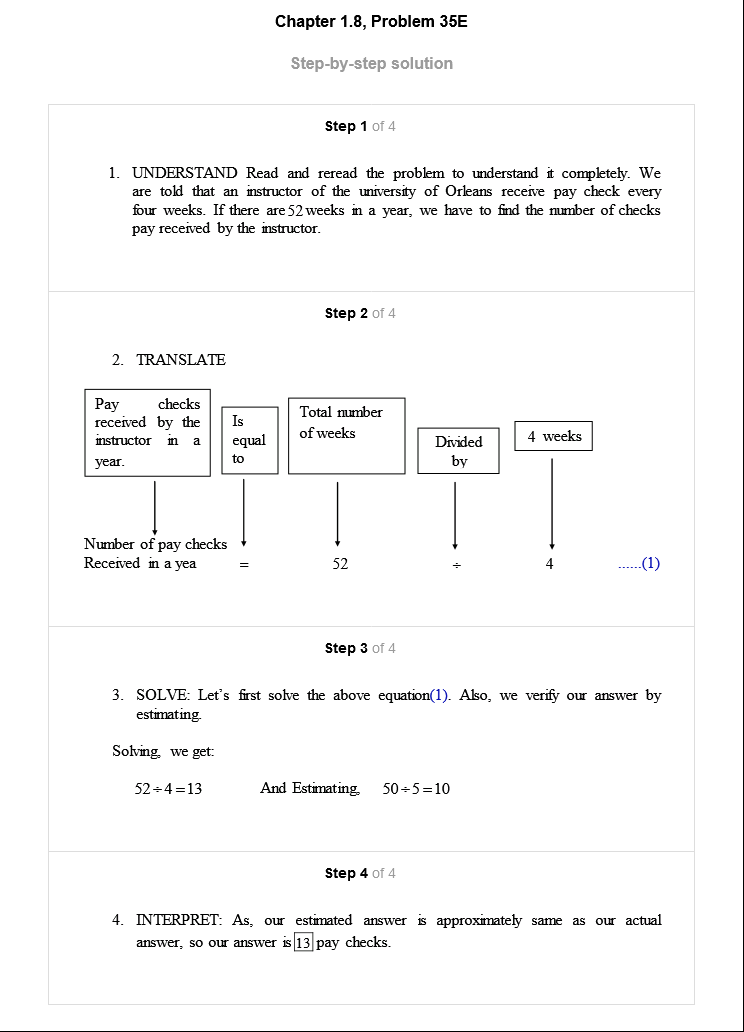 Chapter 1.8, Problem 35E
Step-by-step solution
Step 1 of 4
1. UNDERSTAND Read and reread the problem to understand it completely. We
are told that an instructor of the university of Orleans receive pay check every
four weeks. If there are 52 weeks in a year, we have to find the number of checks
pay received by the instructor.
Step 2 of 4
2. TRANSLATE
Pay checks
received by the
instructor in a
year.
Is
equal
to
Total number
of weeks
Divided
by
4 weeks
Number of pay checks
Received in a yea = 52 ÷ 4 ......(1)
Step 3 of 4
3. SOLVE: Let's first solve the above equation(1). Also, we verify our answer by
estimating.
Solving, we get:
52÷4=13 And Estimating, 50÷5=10
Step 4 of 4
4. INTERPRET: As, our estimated answer is approximately same as our actual
answer, so our answer is 13 pay checks.